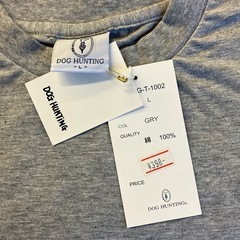 DOG HUNTING
- L -
DOG HUNTING
G-T-1002
L
COL GRY
QUALITY 綿 100%
¥398-
PRICE
DOG HUNTING®